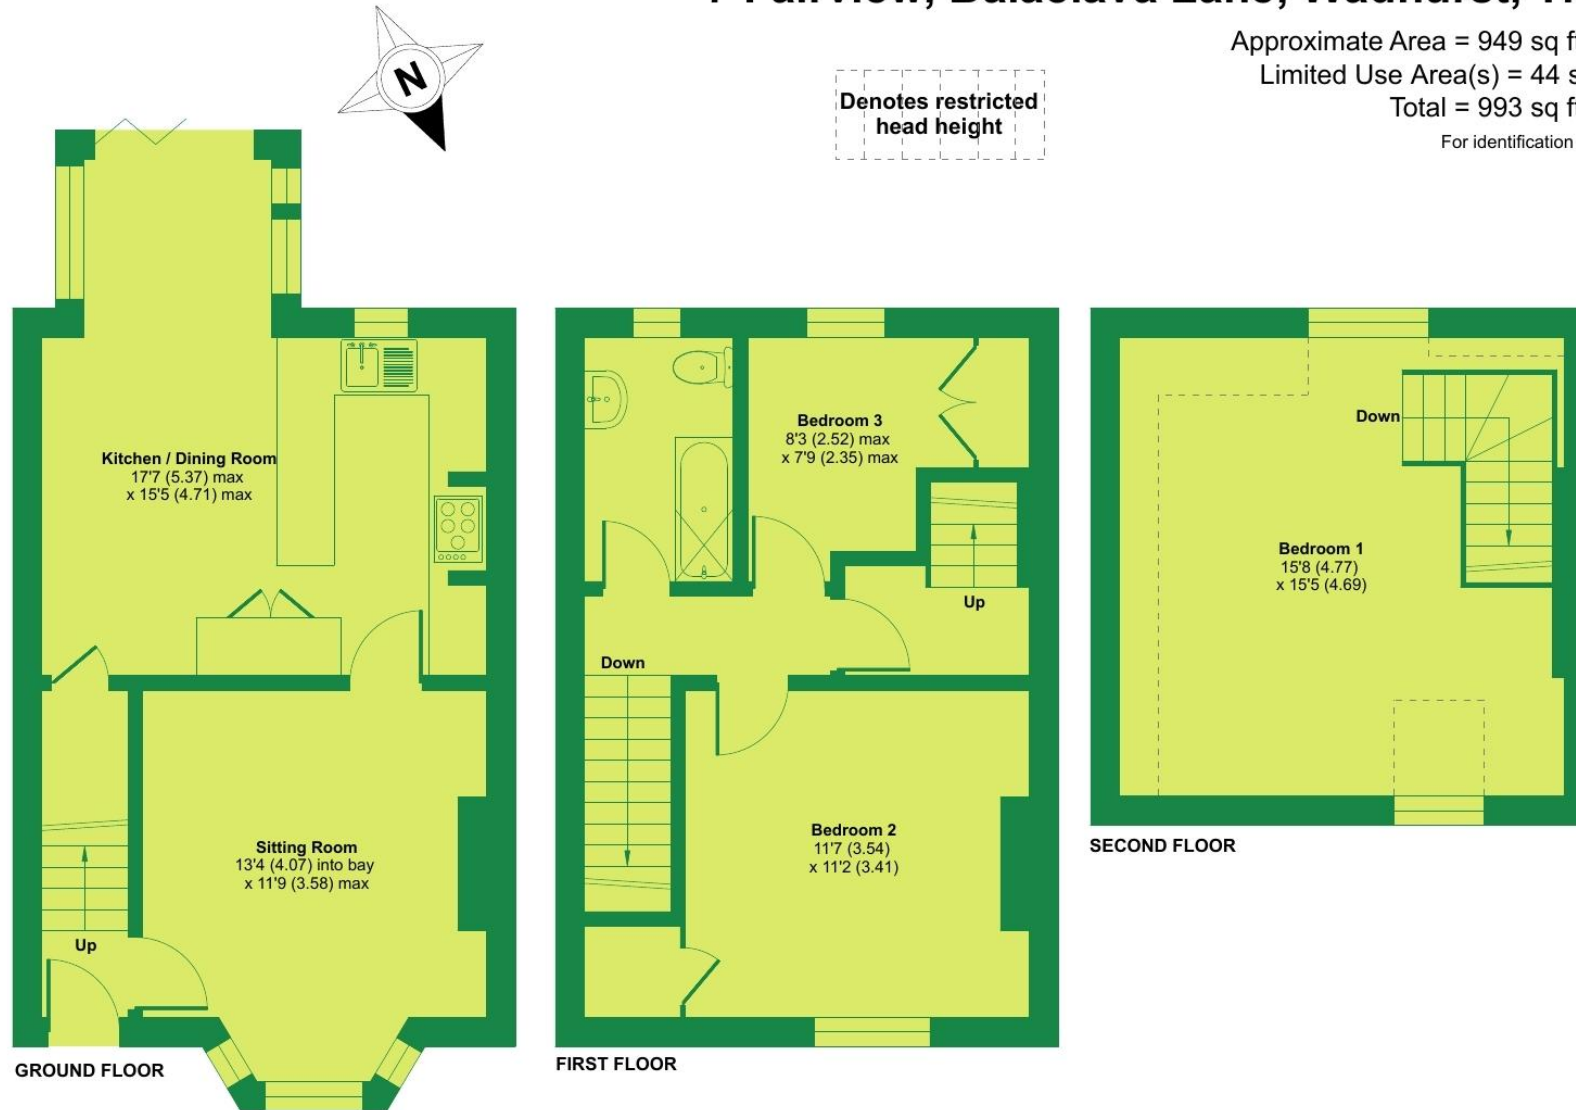 Fairview, Balaclava Lane, Wadhurst,
Approximate Area = 949 sq
Limited Use Area(s) = 44
Total = 993 sq
For identification
N
Denotes restricted
head height
Kitchen / Dining Room
17'7 (5.37) max
x 15'5 (4.71) max
Sitting Room
13'4 (4.07) into bay
x 11'9 (3.58) max
Up
GROUND FLOOR
Bedroom 3
8'3 (2.52) max
x 7'9 (2.35) max
Up
Down
Bedroom 2
11'7 (3.54)
x 11'2 (3.41)
FIRST FLOOR
Down
Bedroom 1
15'8 (4.77)
x 15'5 (4.69)
SECOND FLOOR